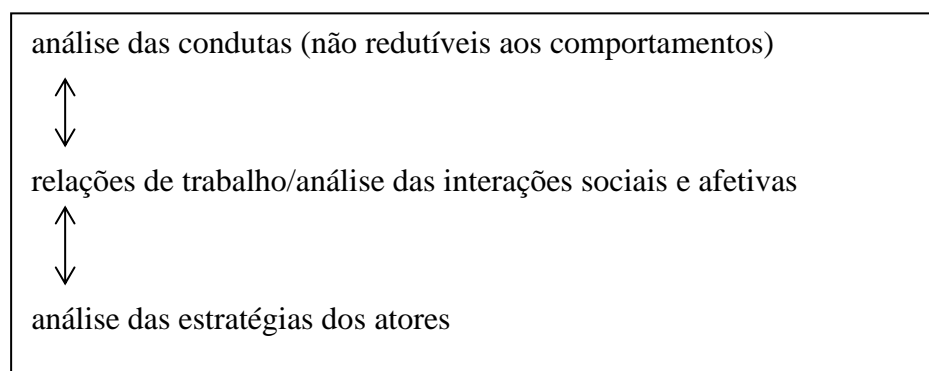 análise das condutas (não redutíveis aos comportamentos)
relações de trabalho/análise das interações sociais e afetivas
análise das estratégias dos atores